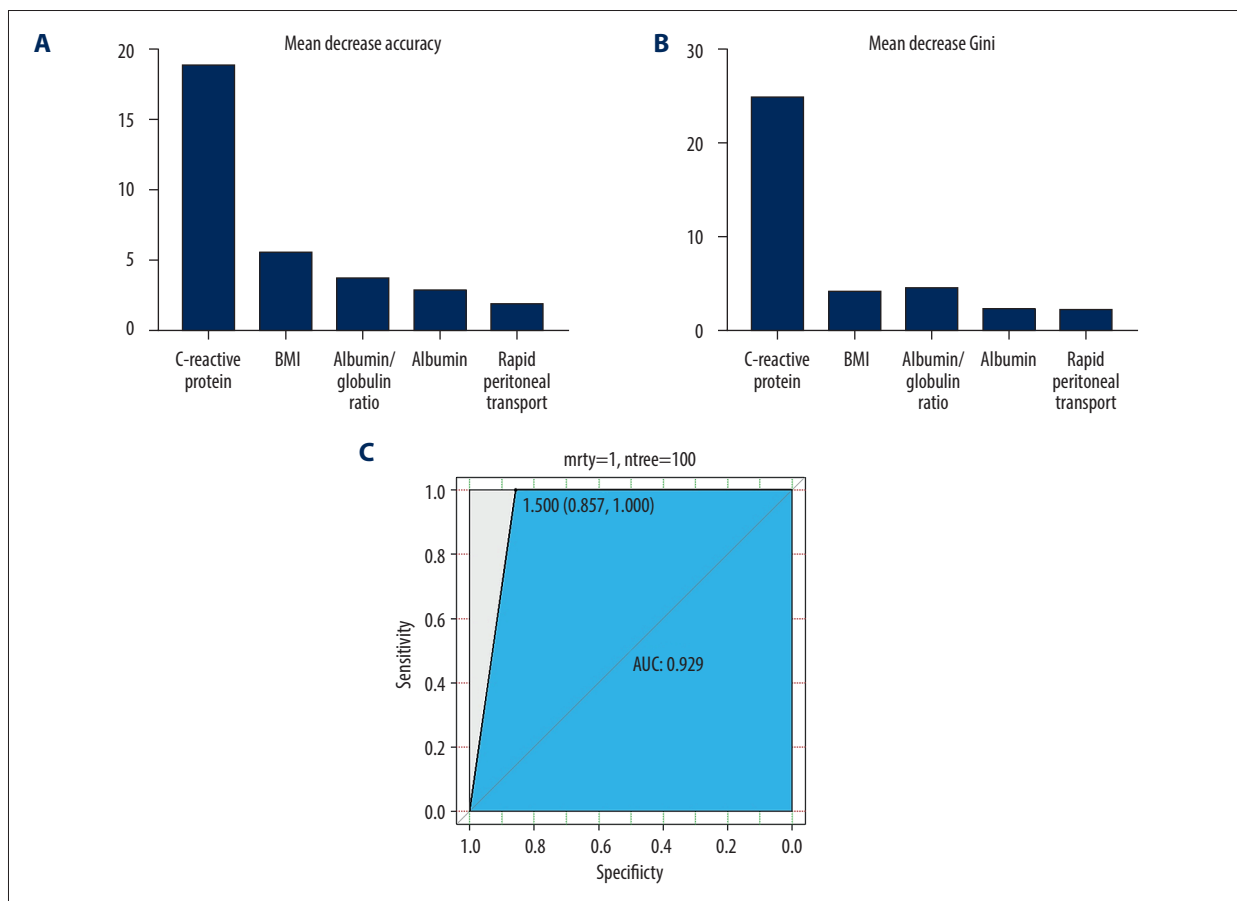 A
Mean decrease accuracy
20
15
10
5
0
C-reactive
protein
BMI
Albumin/
globulin
ratio
Albumin
Rapid
peritoneal
transport
B
Mean decrease Gini
30
20
10
0
C-reactive
protein
BMI
Albumin/
globulin
ratio
Albumin
Rapid
peritoneal
transport
C
mrty=1, ntree=100
1.0
0.8
0.6
0.4
0.2
0.0
Sensitivity
1.500 (0.857, 1.000)
AUC: 0.929
1.0 0.8 0.6 0.4 0.2 0.0
Specifiicty